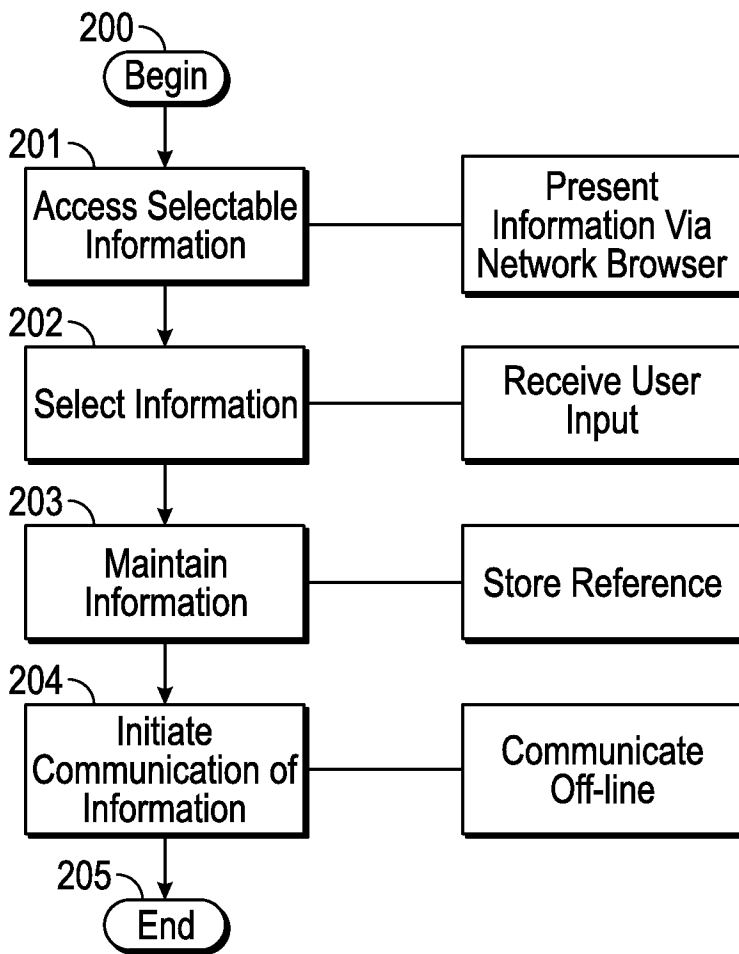 200
Begin
201
Access Selectable
Information
Present
Information Via
Network Browser
202
Select Information
Receive User
Input
203
Maintain
Information
Store Reference
204
Initiate
Communication of
Information
Communicate
Off-line
205
End